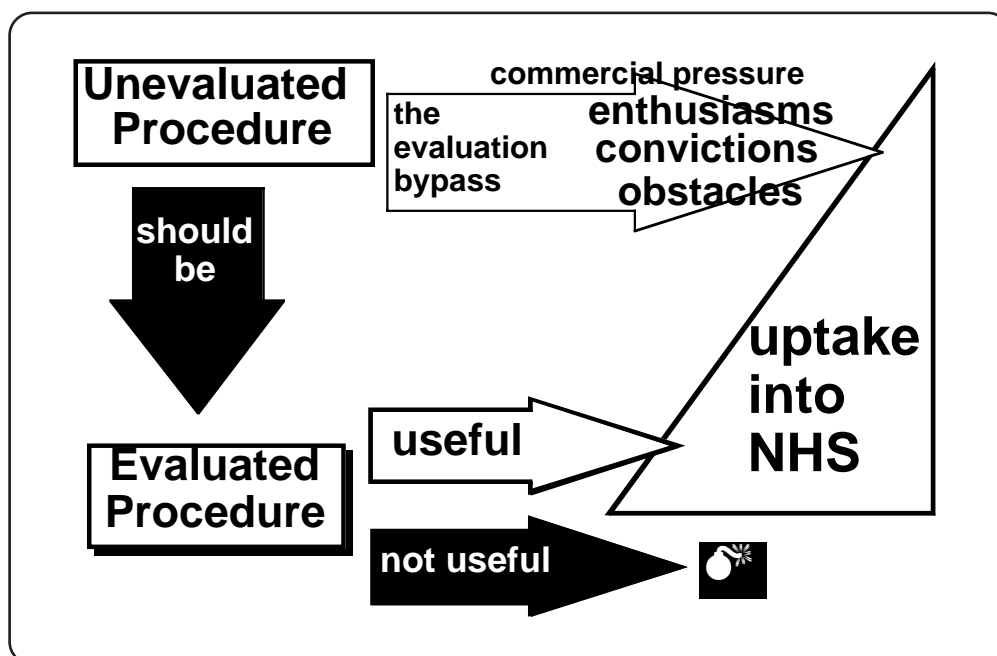 Unevaluated
Procedure
commercial pressure
the
evaluation
bypass
enthusiasms
convictions
obstacles
should
be
uptake
into
NHS
Evaluated
Procedure
useful
not useful